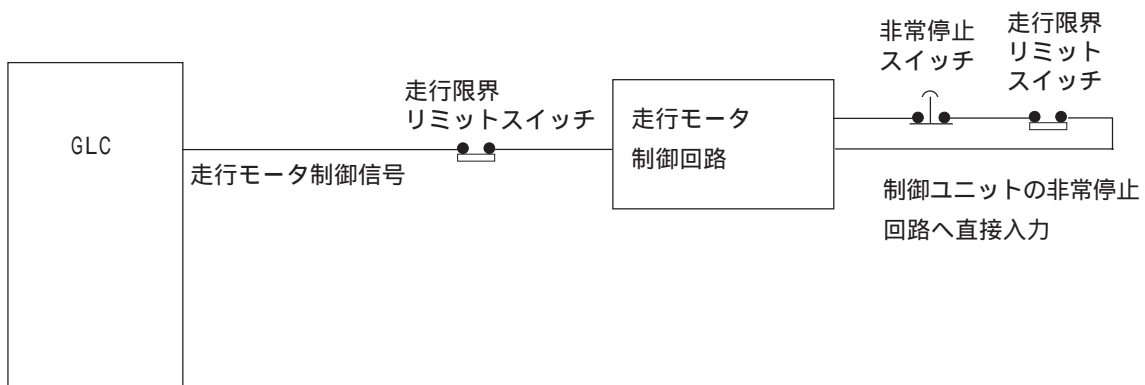 GLC
走行モータ制御信号
走行限界
リミットスイッチ
走行モータ
制御回路
非常停止
スイッチ
走行限界
リミット
スイッチ
制御ユニットの非常停止
回路へ直接入力